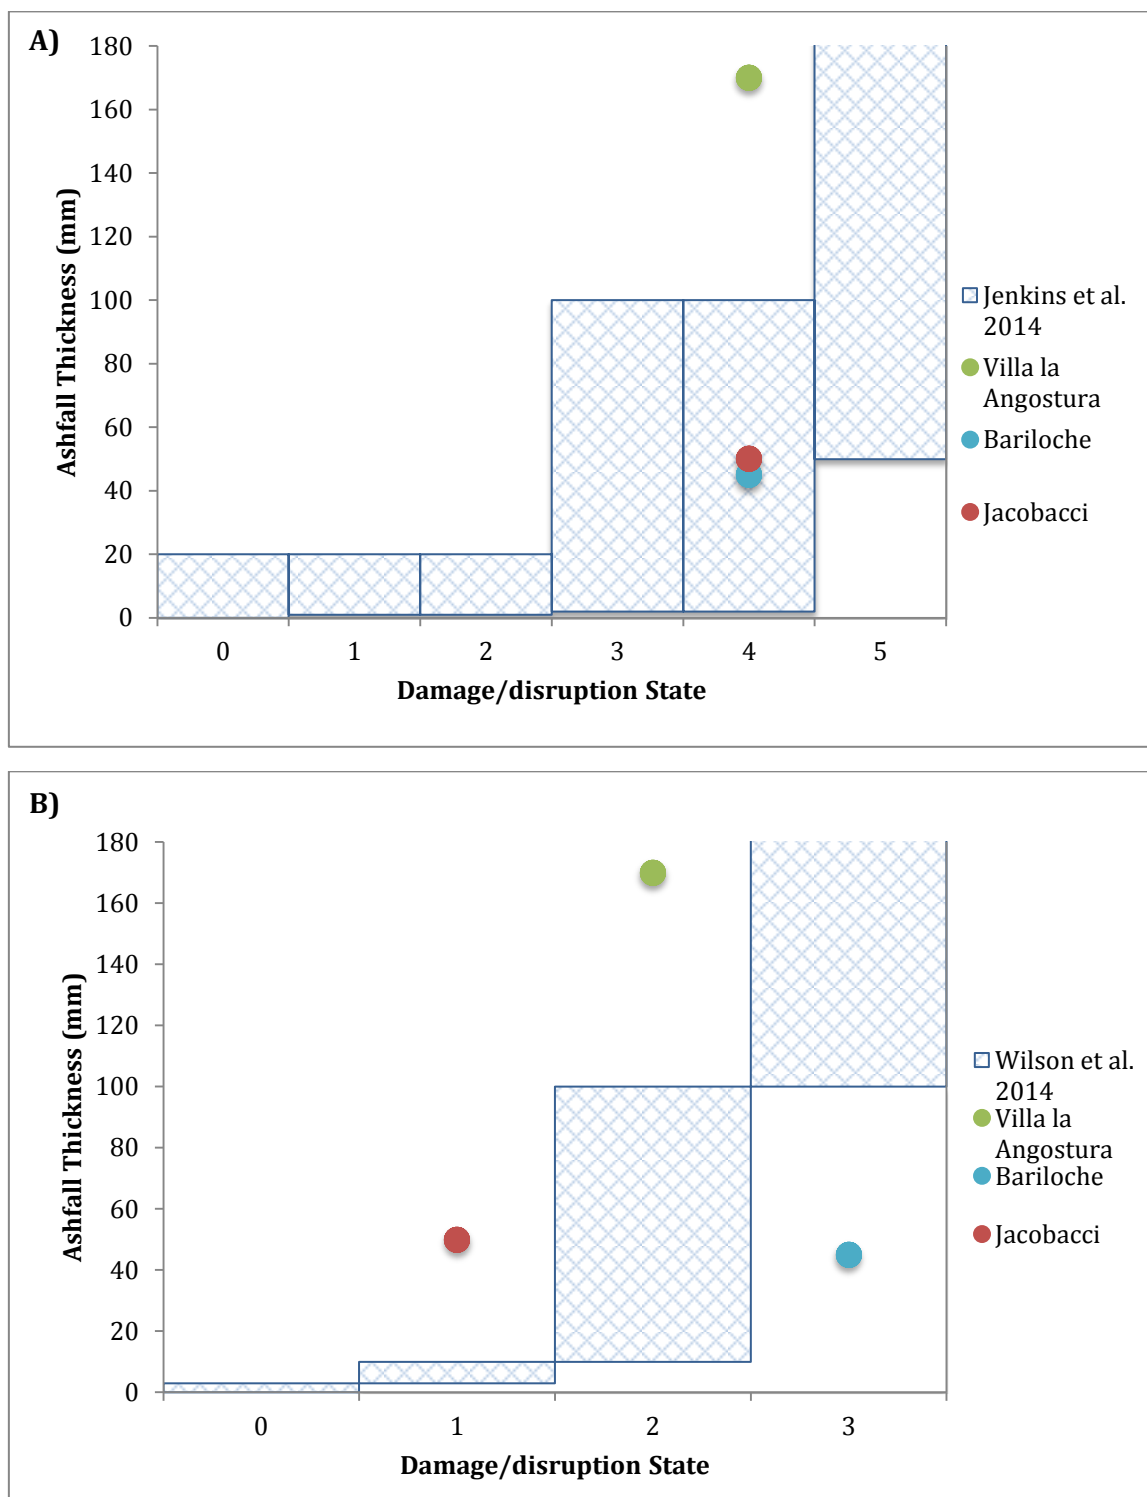 A)
180
160
140
120
100
80
60
40
20
0
Ashfall Thickness (mm)
0 1 2 3 4 5
Damage/disruption State
Jenkins et al.
2014
Villa la
Angostura
Bariloche
Jacobacci
B)
180
160
140
120
100
80
60
40
20
0
Ashfall Thickness (mm)
0 1 2 3
Damage/disruption State
Wilson et al.
2014
Villa la
Angostura
Bariloche
Jacobacci